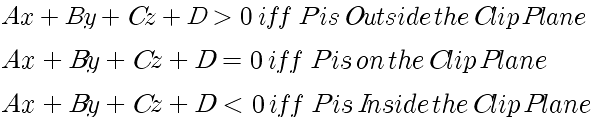 Ax + By + Cz + D > 0 iff P is Outside the Clip Plane
Ax + By + Cz + D = 0 iff P is on the Clip Plane
Ax + By + Cz + D < 0 iff P is Inside the Clip Plane